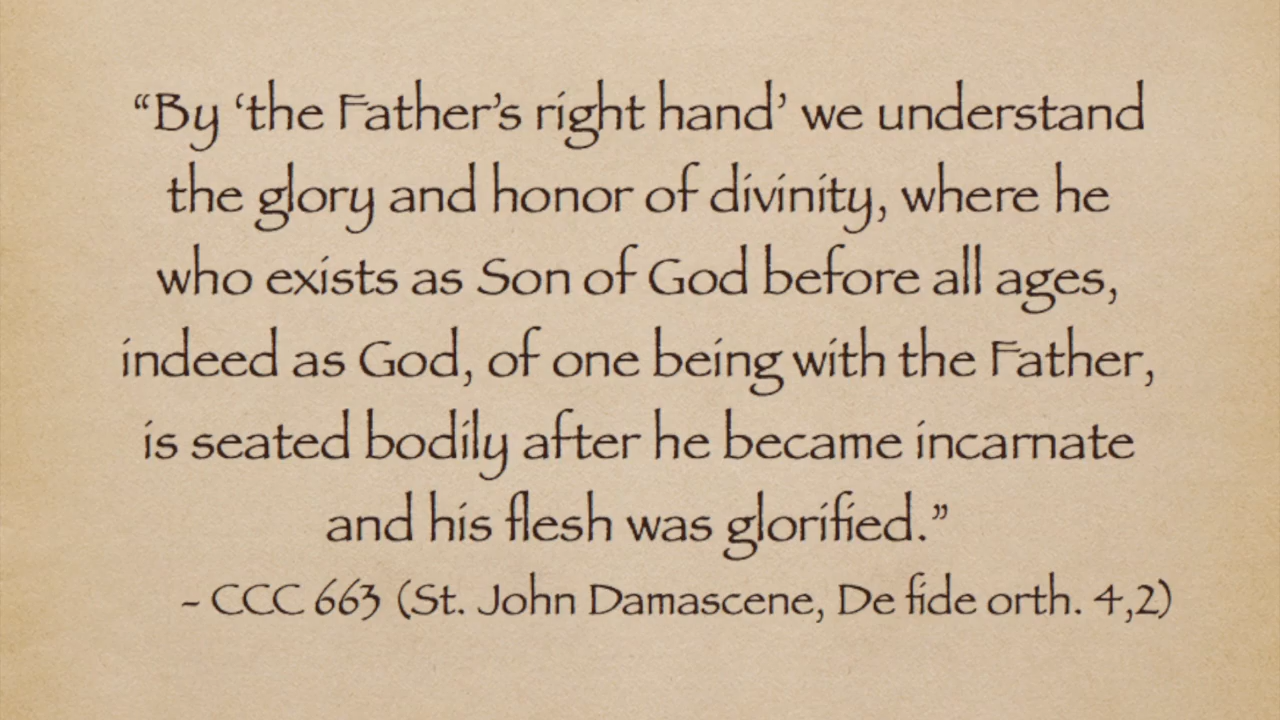 “By ‘the Father’s right hand’ we understand
the glory and honor of divinity, where he
who exists as Son of God before all ages,
indeed as God, of one being with the Father,
is seated bodily after he became incarnate
and his flesh was glorified.”
- CCC 663 (St. John Damascene, De fide orth. 4,2)